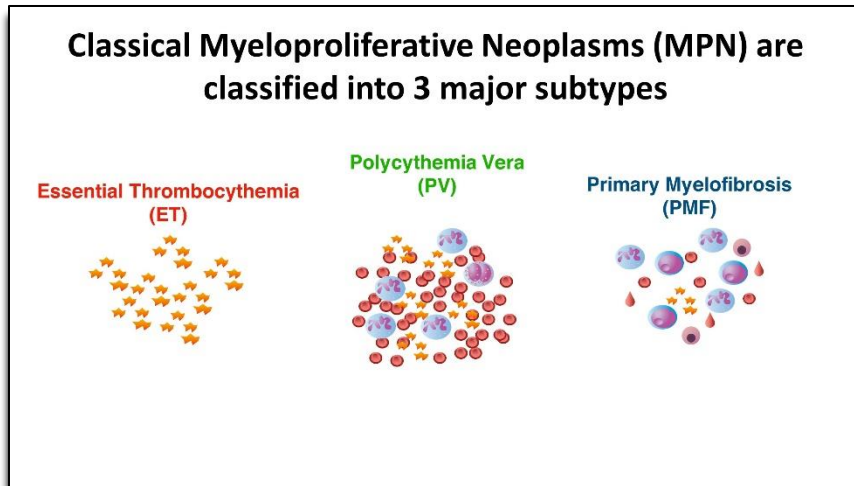 Classical Myeloproliferative Neoplasms (MPN) are
classified into 3 major subtypes
Essential Thrombocythemia
(ET)
Polycythemia Vera
(PV)
Primary Myelofibrosis
(PMF)